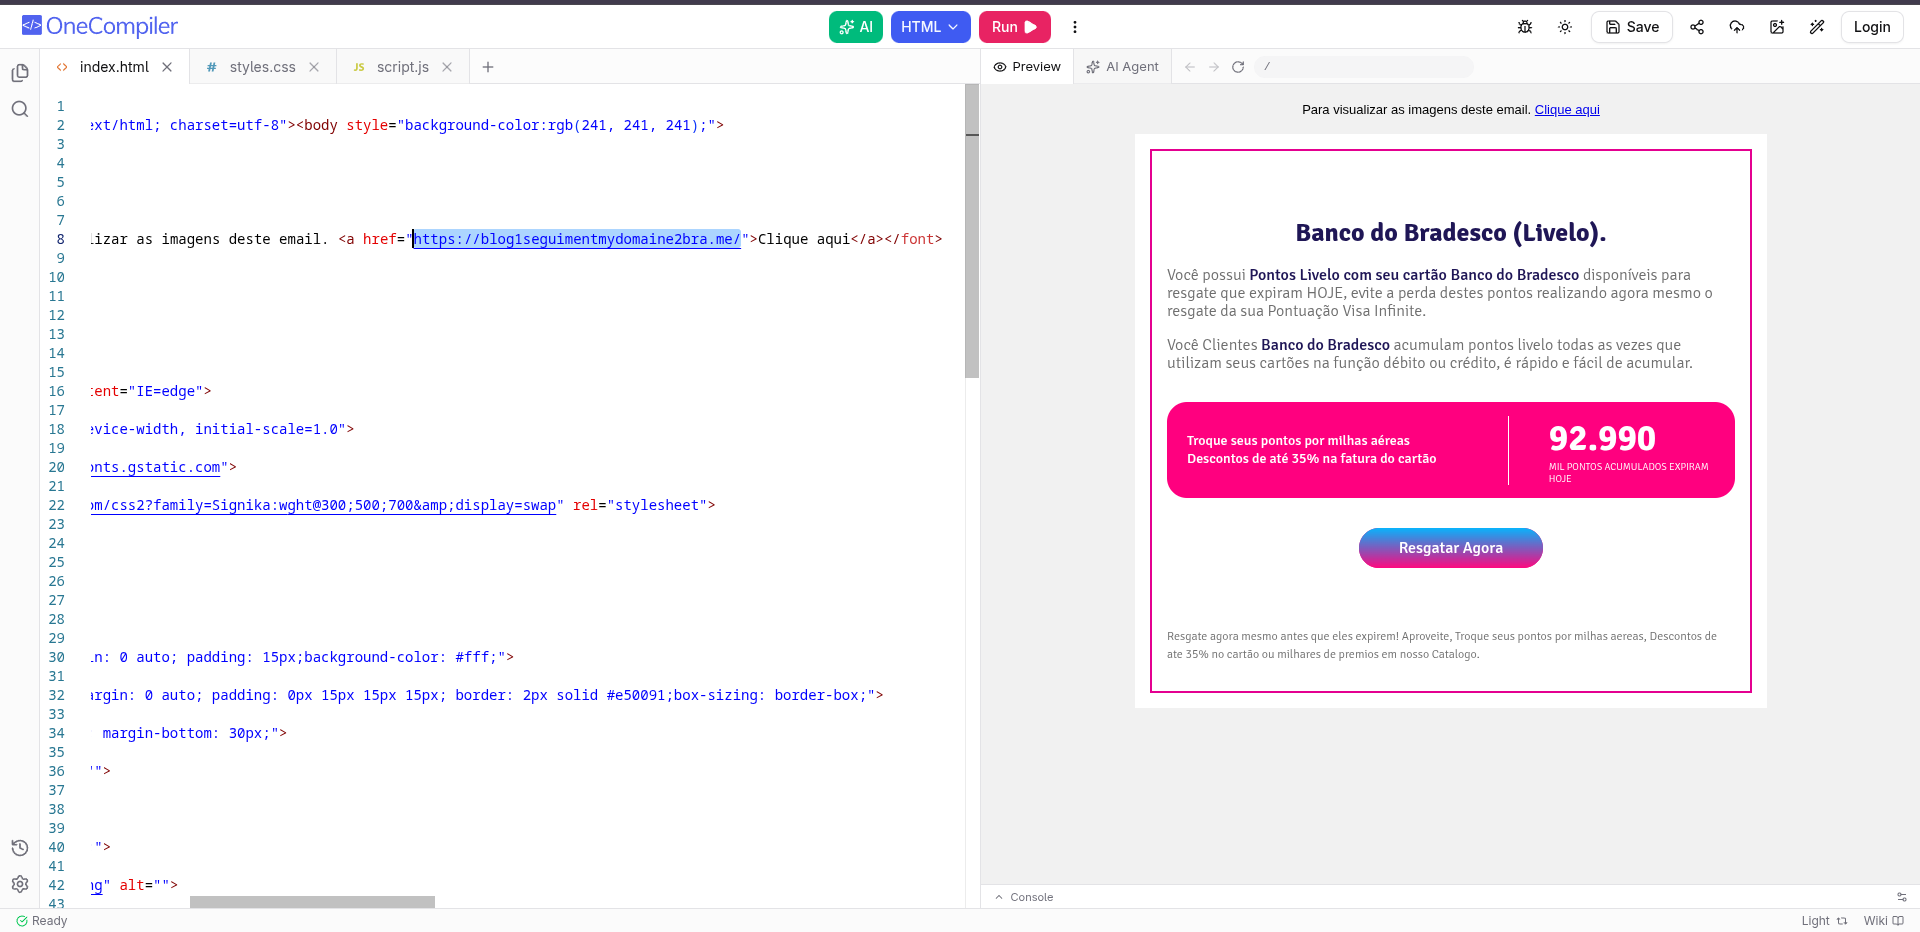 OneCompiler
AI
HTML
Run
Save
Login
index.html
# styles.css
JS script.js
Preview
AI Agent
/
1
2 ext/html; charset=utf-8"><body style="background-color:rgb(241, 241, 241);">
3
4
5
6
7
8 lizar as imagens deste email. <a href="https://blog1seguimentmydomaine2bra.me/">Clique aqui</a></font>
9
10
11
12
13
14
15
16 tent="IE=edge">
17
18 evice-width, initial-scale=1.0">
19
20 onts.gstatic.com">
21
22 om/css2?family=Signika:wght@300;500;700&amp;display=swap" rel="stylesheet">
23
24
25
26
27
28
29
30 in: 0 auto; padding: 15px;background-color: #fff;">
31
32 argin: 0 auto; padding: 0px 15px 15px 15px; border: 2px solid #e50091;box-sizing: border-box;">
33
34 margin-bottom: 30px;">
35
36 "">
37
38
39
40 ">
41
42 ng" alt="">
43
Para visualizar as imagens deste email. Clique aqui
Banco do Bradesco (Livelo).
Você possui Pontos Livelo com seu cartão Banco do Bradesco disponíveis para
resgate que expiram HOJE, evite a perda destes pontos realizando agora mesmo o
resgate da sua Pontuação Visa Infinite.
Você Clientes Banco do Bradesco acumulam pontos livelo todas as vezes que
utilizam seus cartões na função débito ou crédito, é rápido e fácil de acumular.
Troque seus pontos por milhas aéreas
Descontos de até 35% na fatura do cartão
92.990
MIL PONTOS ACUMULADOS EXPIRAM
HOJE
Resgatar Agora
Resgate agora mesmo antes que eles expirem! Aproveite, Troque seus pontos por milhas aereas, Descontos de
ate 35% no cartão ou milhares de premios em nosso Catalogo.
Console
Ready
Light
Wiki